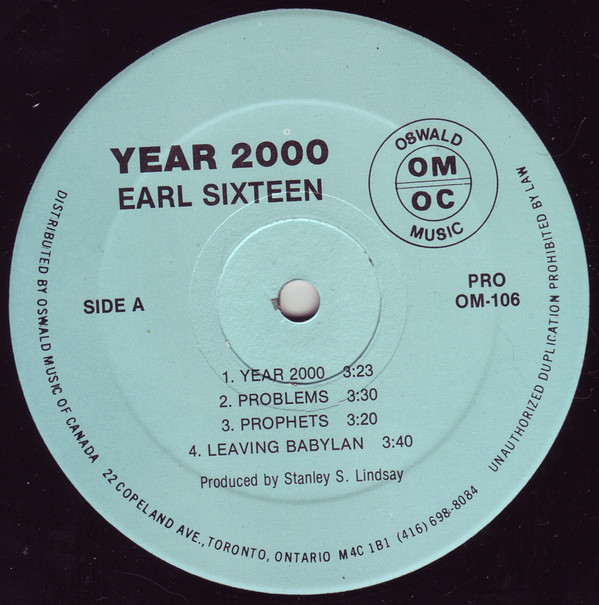 YEAR 2000
EARL SIXTEEN
OSWALD
OM
OC
MUSIC
SIDE A
PRO
OM-106
1. YEAR 2000 3:23
2. PROBLEMS 3:30
3. PROPHETS 3:20
4. LEAVING BABYLAN 3:40
Produced by Stanley S. Lindsay
DISTRIBUTED BY OSWALD MUSIC OF CANADA 22 COPELAND AVE., TORONTO, ONTARIO M4C 1B1 (416) 698-8084
UNAUTHORIZED DUPLICATION PROHIBITED BY LAW